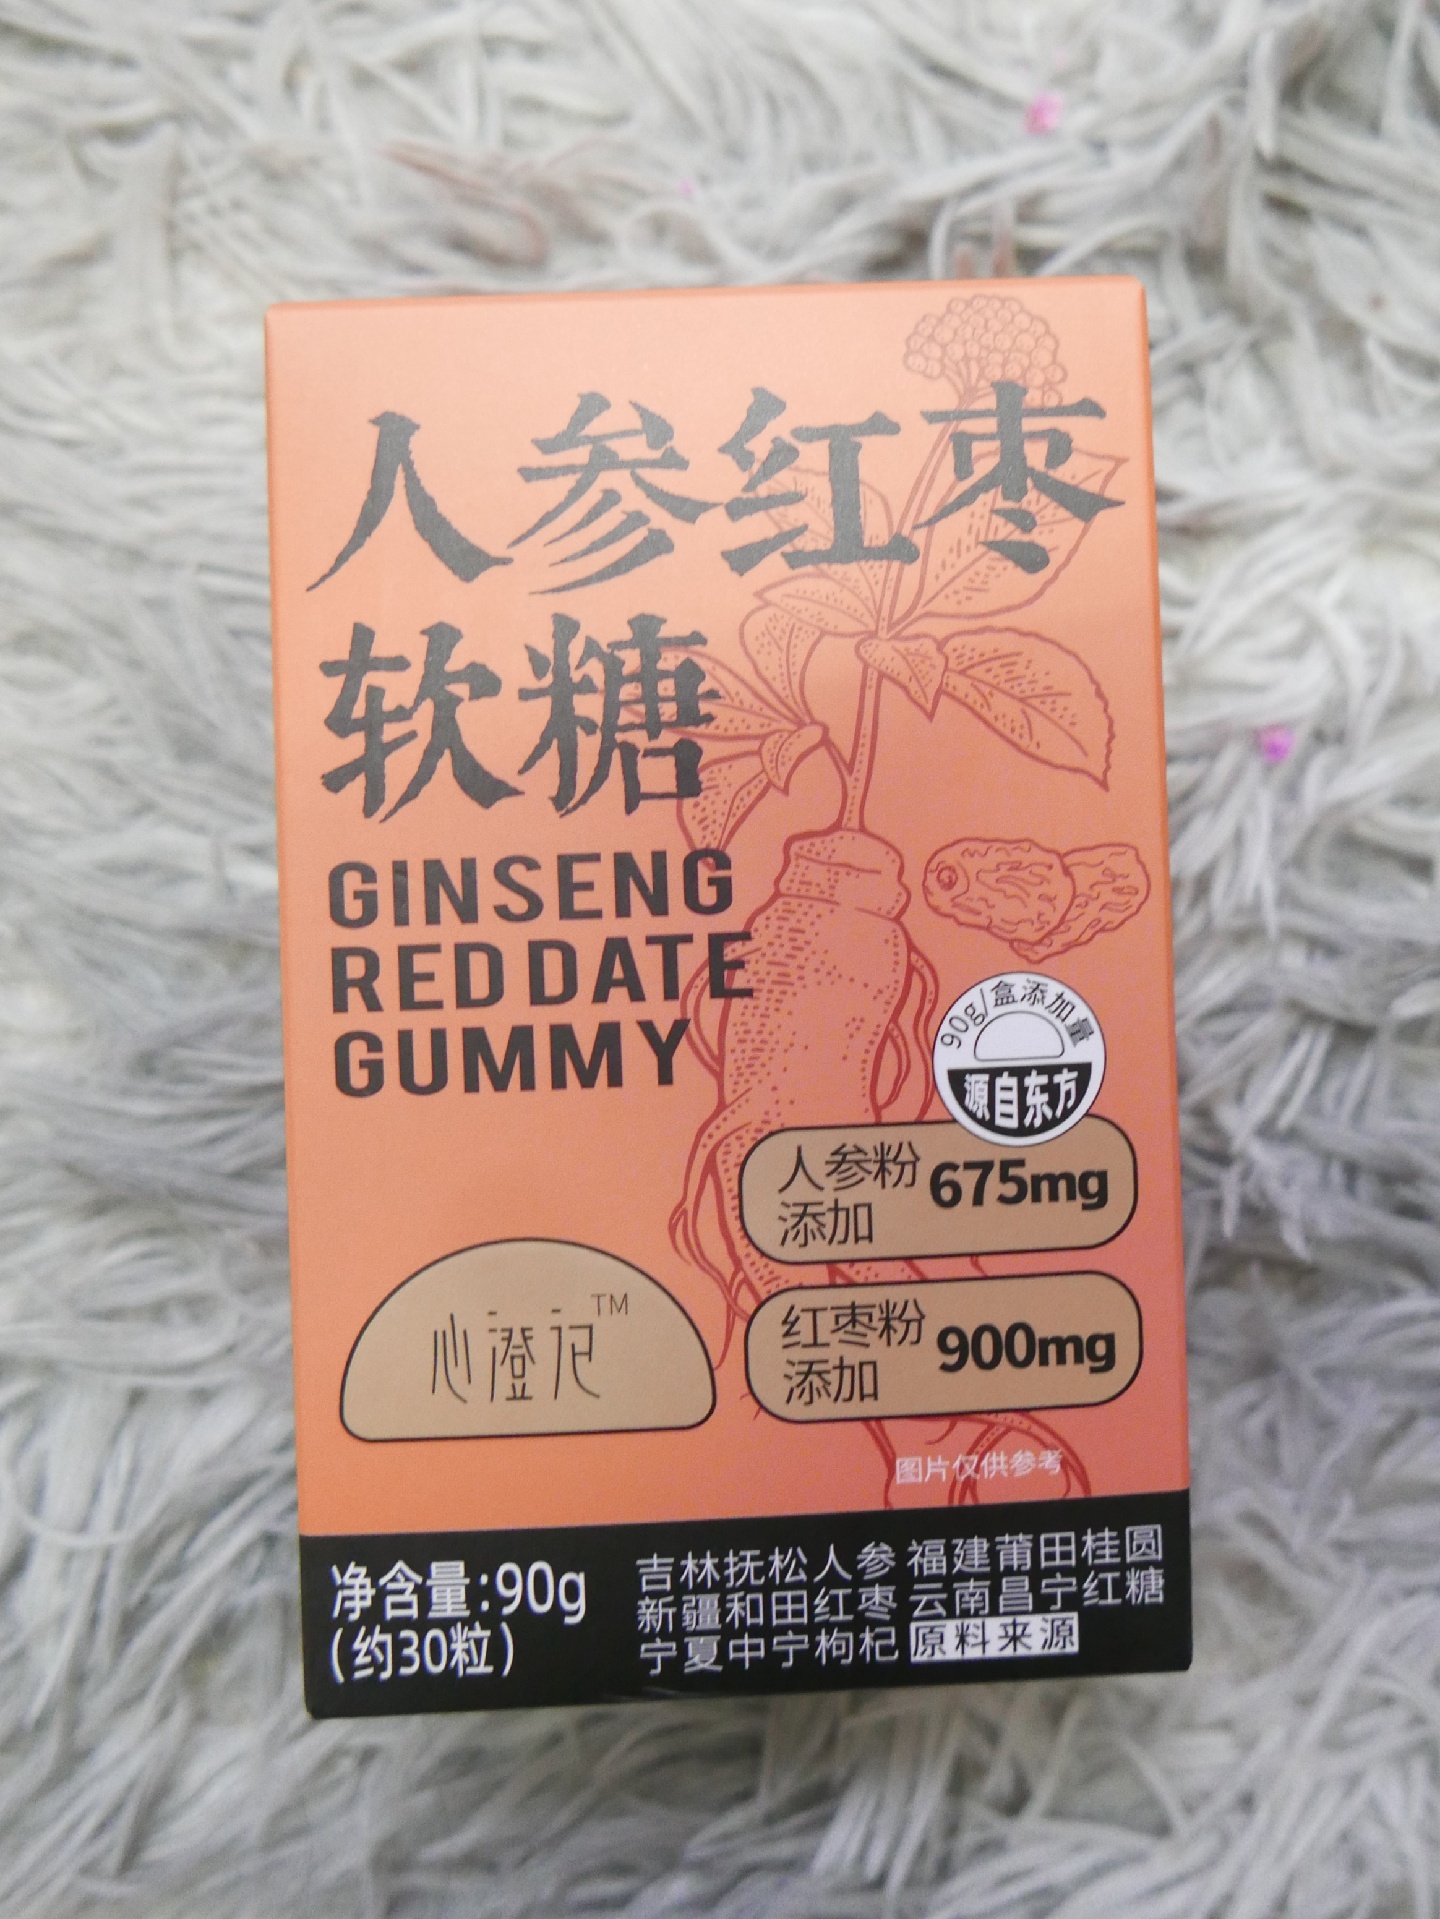 人参红枣
软糖
GINSENG
RED DATE
GUMMY
90g/盒添加量
源自东方
人参粉
添加
675mg
红枣粉
添加
900mg
心澄记™
图片仅供参考
净含量:90g
(约30粒)
吉林抚松人参 福建莆田桂圆
新疆和田红枣 云南昌宁红糖
宁夏中宁枸杞 原料来源